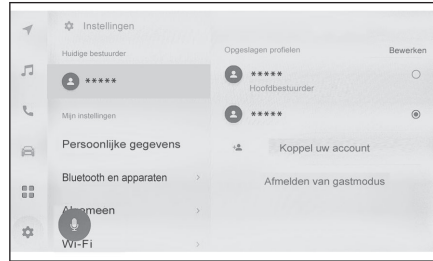 Instellingen
Huidige bestuurder
*****
Mijn instellingen
Persoonlijke gegevens
Bluetooth en apparaten
Wi-Fi
Opgeslagen profielen
Bewerken
*****
Hoofdbestuurder
*****
Koppel uw account
Afmelden van gastmodus